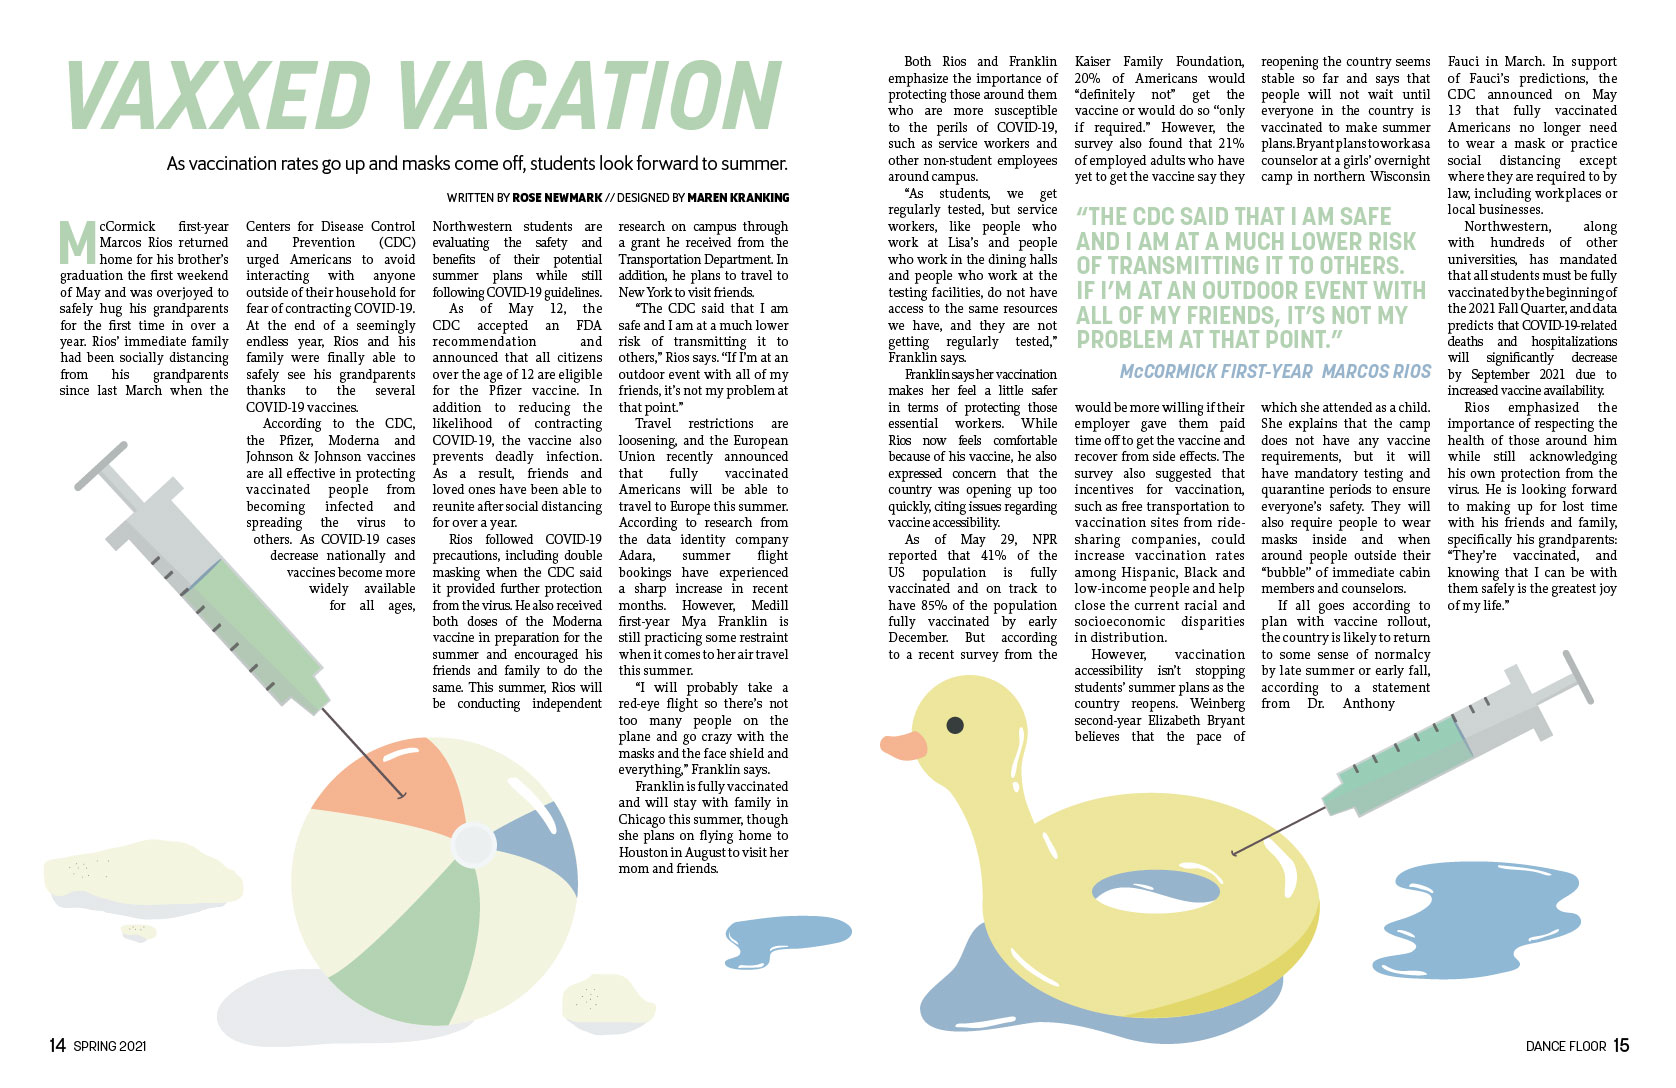 VAXXED VACATION
As vaccination rates go up and masks come off, students look forward to summer.
WRITTEN BY ROSE NEWMARK // DESIGNED BY MAREN KRANKING
McCormick first-year
Marcos Rios returned
home for his brother's
graduation the first weekend
of May and was overjoyed to
safely hug his grandparents
for the first time in over a
year. Rios' immediate family
had been socially distancing
from his grandparents
since last March when the
Centers for Disease Control
and Prevention (CDC)
urged Americans to avoid
interacting with anyone
outside of their household for
fear of contracting COVID-19.
At the end of a seemingly
endless year, Rios and his
family were finally able to
safely see his grandparents
thanks to the several
COVID-19 vaccines.
According to the CDC,
the Pfizer, Moderna and
Johnson & Johnson vaccines
are all effective in protecting
vaccinated people from
becoming infected and
spreading the virus to
others. As COVID-19 cases
decrease nationally and
vaccines become more
widely available
for all ages,
Northwestern students are
evaluating the safety and
benefits of their potential
summer plans while still
following COVID-19 guidelines.
As of May 12, the
CDC accepted an FDA
recommendation and
announced that all citizens
over the age of 12 are eligible
for the Pfizer vaccine. In
addition to reducing the
likelihood of contracting
COVID-19, the vaccine also
prevents deadly infection.
As a result, friends and
loved ones have been able to
reunite after social distancing
for over a year.
Rios followed COVID-19
precautions, including double
masking when the CDC said
it provided further protection
from the virus. He also received
both doses of the Moderna
vaccine in preparation for the
summer and encouraged his
friends and family to do the
same. This summer, Rios will
be conducting independent
research on campus through
a grant he received from the
Transportation Department. In
addition, he plans to travel to
New York to visit friends.
“The CDC said that I am
safe and I am at a much lower
risk of transmitting it to
others,” Rios says. “If I'm at an
outdoor event with all of my
friends, it's not my problem at
that point.”
Travel restrictions are
loosening, and the European
Union recently announced
that fully vaccinated
Americans will be able to
travel to Europe this summer.
According to research from
the data identity company
Adara, summer flight
bookings have experienced
a sharp increase in recent
months. However, Medill
first-year Mya Franklin is
still practicing some restraint
when it comes to her air travel
this summer.
“I will probably take a
red-eye flight so there's not
too many people on the
plane and go crazy with the
masks and the face shield and
everything,” Franklin says.
Franklin is fully vaccinated
and will stay with family in
Chicago this summer, though
she plans on flying home to
Houston in August to visit her
mom and friends.
14 SPRING 2021
Both Rios and Franklin
emphasize the importance of
protecting those around them
who are more susceptible
to the perils of COVID-19,
such as service workers and
other non-student employees
around campus.
“As students, we get
regularly tested, but service
workers, like people who
work at Lisa's and people
who work in the dining halls
and people who work at the
testing facilities, do not have
access to the same resources
we have, and they are not
getting regularly tested,”
Franklin says.
Franklin says her vaccination
makes her feel a little safer
in terms of protecting those
essential workers. While
Rios now feels comfortable
because of his vaccine, he also
expressed concern that the
country was opening up too
quickly, citing issues regarding
vaccine accessibility.
As of May 29, NPR
reported that 41% of the
US population is fully
vaccinated and on track to
have 85% of the population
fully vaccinated by early
December. But according
to a recent survey from the
Kaiser Family Foundation,
20% of Americans would
“definitely not” get the
vaccine or would do so “only
if required.” However, the
survey also found that 21%
of employed adults who have
yet to get the vaccine say they
“THE CDC SAID THAT I AM SAFE
AND I AM AT A MUCH LOWER RISK
OF TRANSMITTING IT TO OTHERS.
IF I'M AT AN OUTDOOR EVENT WITH
ALL OF MY FRIENDS, IT'S NOT MY
PROBLEM AT THAT POINT.”
McCORMICK FIRST-YEAR MARCOS RIOS
would be more willing if their
employer gave them paid
time off to get the vaccine and
recover from side effects. The
survey also suggested that
incentives for vaccination,
such as free transportation to
vaccination sites from ride-
sharing companies, could
increase vaccination rates
among Hispanic, Black and
low-income people and help
close the current racial and
socioeconomic disparities
in distribution.
However, vaccination
accessibility isn't stopping
students' summer plans as the
country reopens. Weinberg
second-year Elizabeth Bryant
believes that the pace of
reopening the country seems
stable so far and says that
people will not wait until
everyone in the country is
vaccinated to make summer
plans. Bryant plans to work as a
counselor at a girls' overnight
camp in northern Wisconsin
which she attended as a child.
She explains that the camp
does not have any vaccine
requirements, but it will
have mandatory testing and
quarantine periods to ensure
everyone's safety. They will
also require people to wear
masks inside and when
around people outside their
“bubble” of immediate cabin
members and counselors.
If all goes according to
plan with vaccine rollout,
the country is likely to return
to some sense of normalcy
by late summer or early fall,
according to a statement
from Dr. Anthony
Fauci in March. In support
of Fauci's predictions, the
CDC announced on May
13 that fully vaccinated
Americans no longer need
to wear a mask or practice
social distancing except
where they are required to by
law, including workplaces or
local businesses.
Northwestern, along
with hundreds of other
universities, has mandated
that all students must be fully
vaccinated by the beginning of
the 2021 Fall Quarter, and data
predicts that COVID-19-related
deaths and hospitalizations
will significantly decrease
by September 2021 due to
increased vaccine availability.
Rios emphasized the
importance of respecting the
health of those around him
while still acknowledging
his own protection from the
virus. He is looking forward
to making up for lost time
with his friends and family,
specifically his grandparents:
“They're vaccinated, and
knowing that I can be with
them safely is the greatest joy
of my life.”
DANCE FLOOR 15